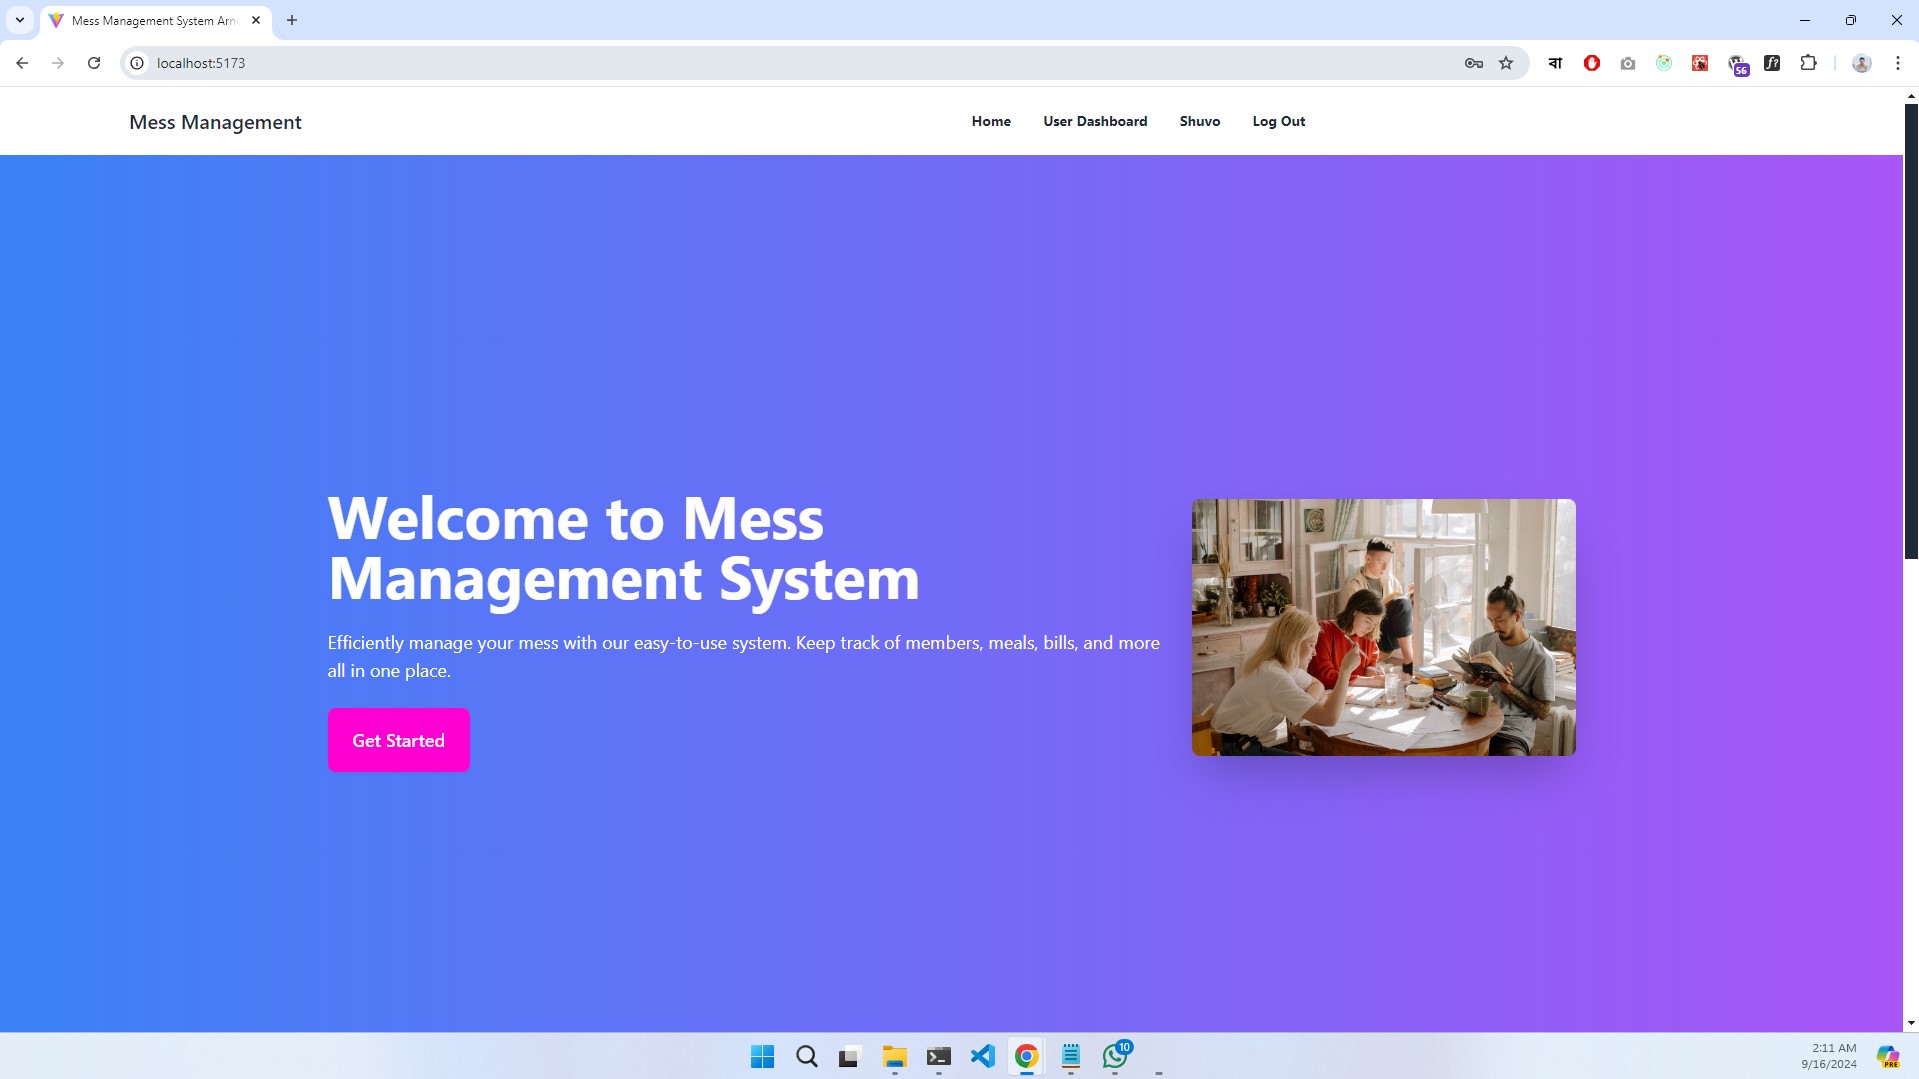 Mess Management System Arn
localhost:5173
বা
56
f?
Mess Management
Home
User Dashboard
Shuvo
Log Out
Welcome to Mess
Management System
Efficiently manage your mess with our easy-to-use system. Keep track of members, meals, bills, and more
all in one place.
Get Started
10
2:11 AM
9/16/2024
PRE